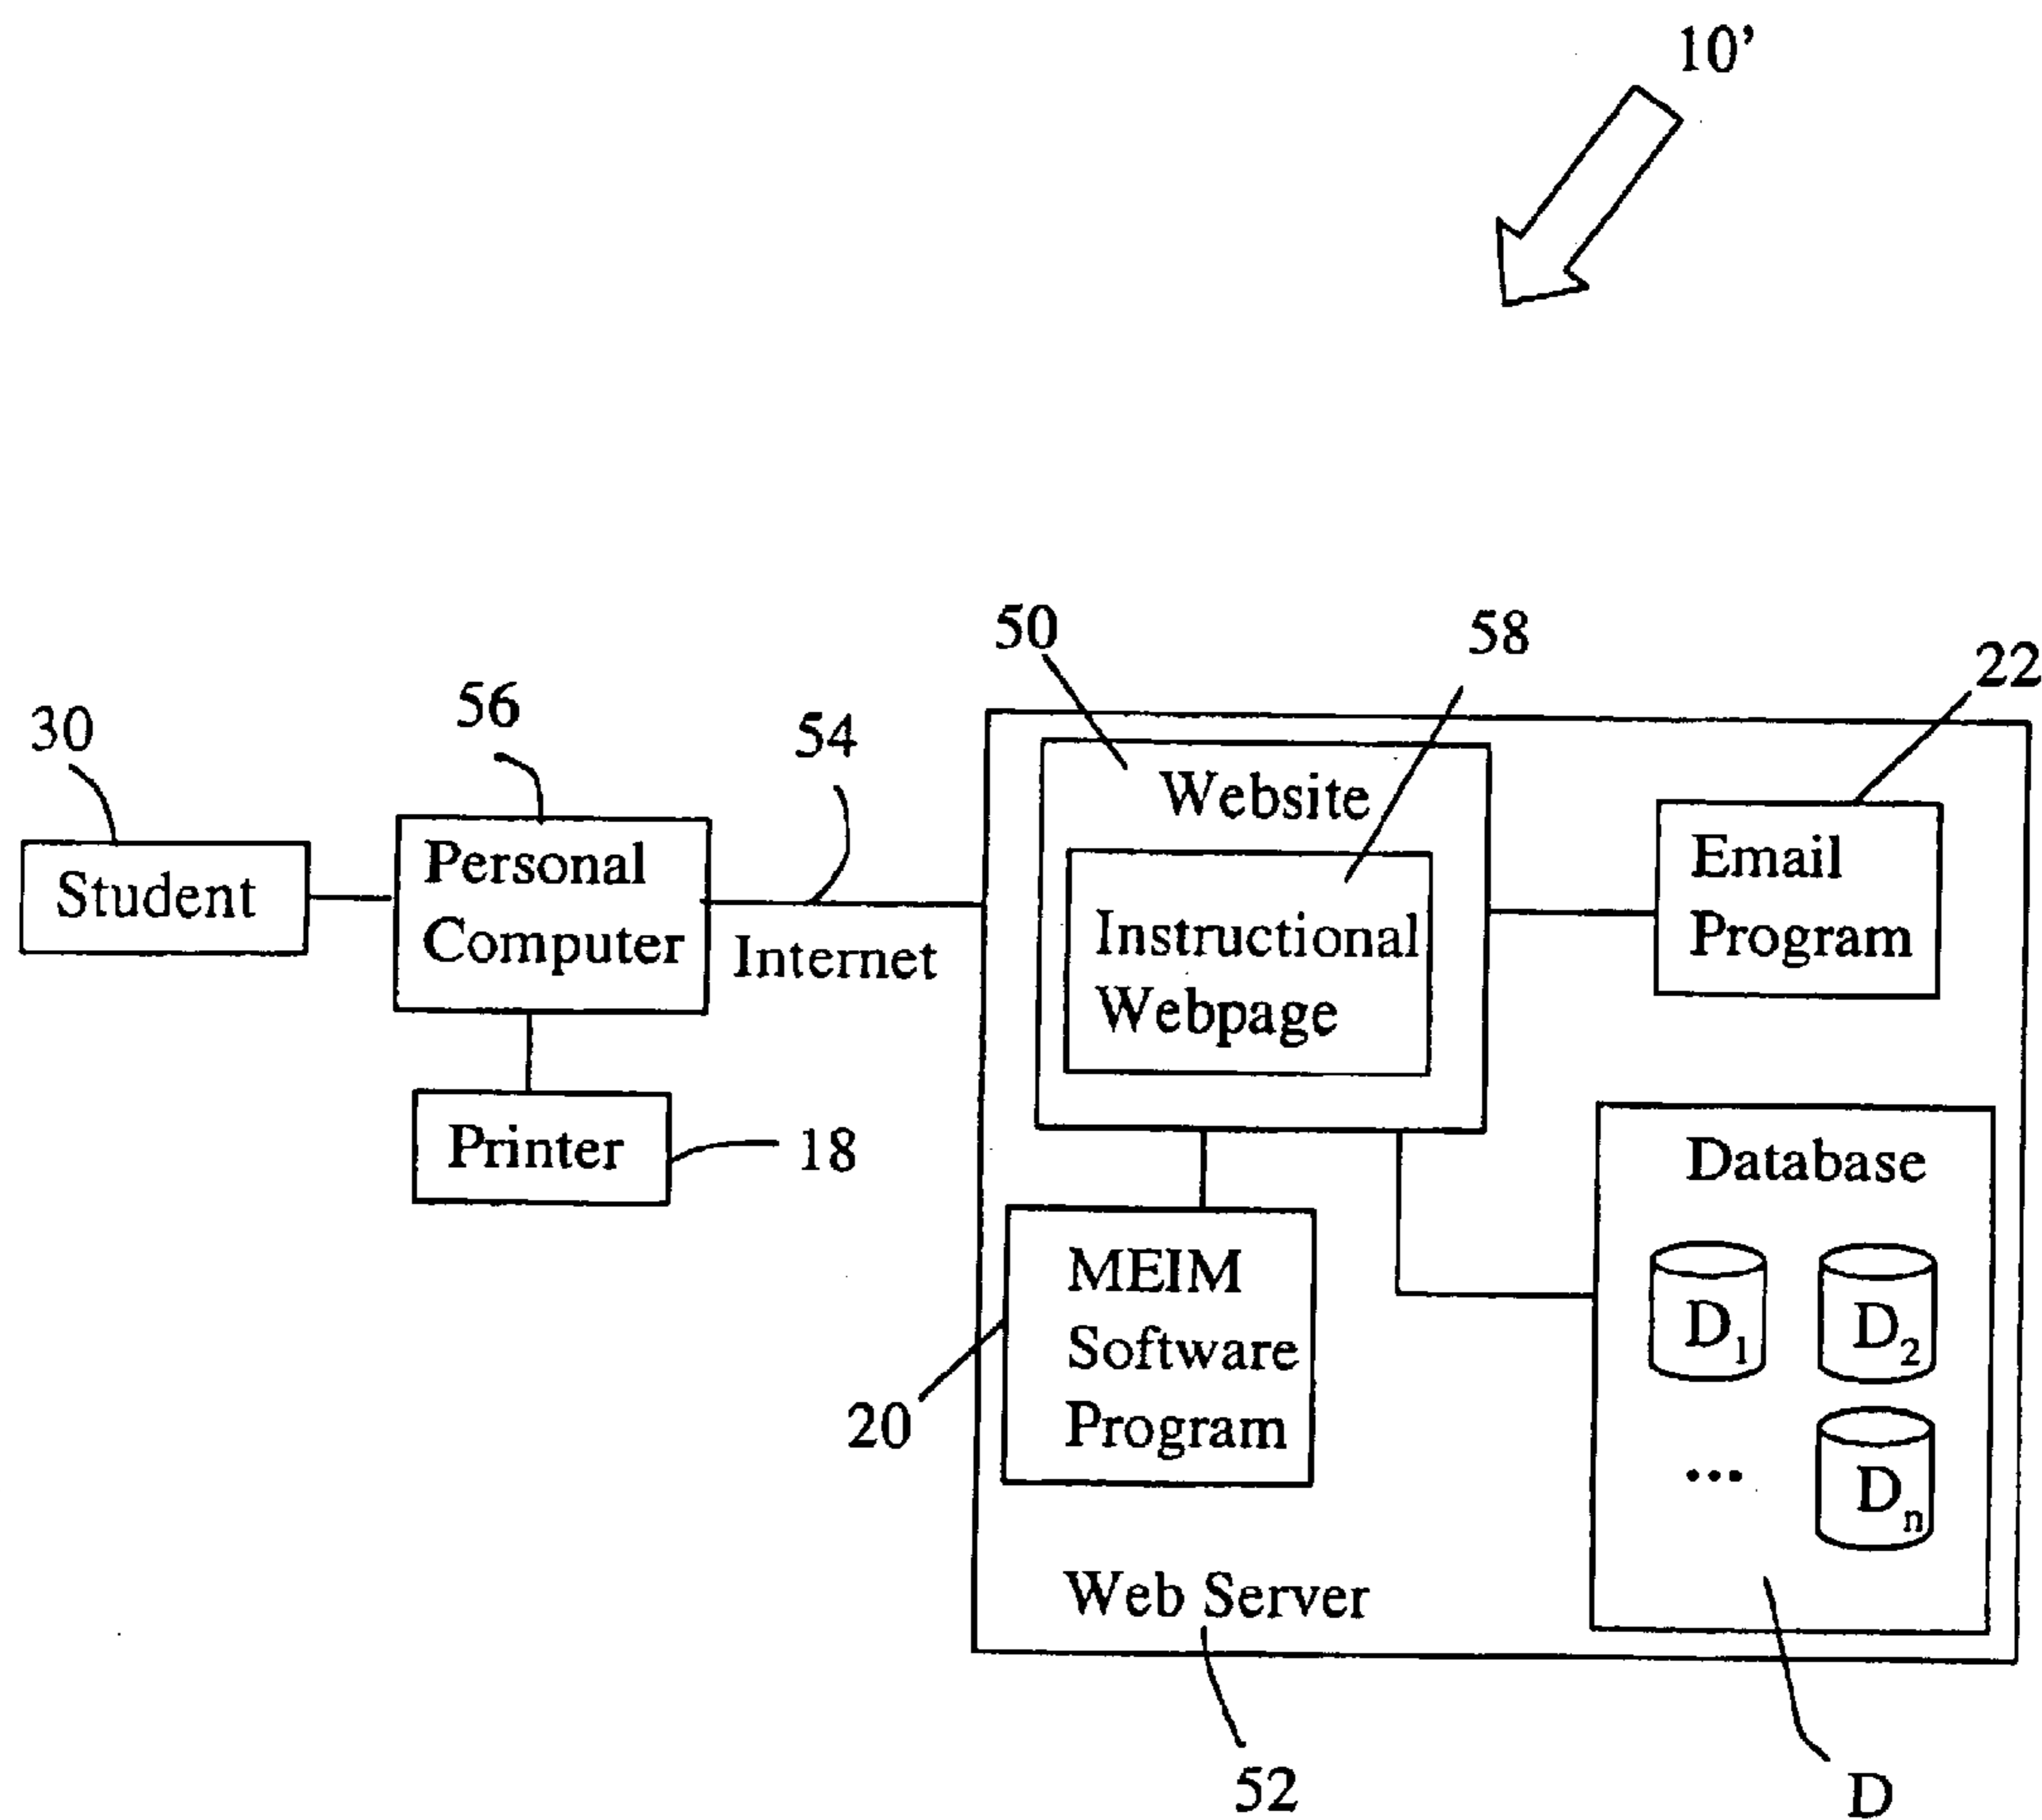 10'
50
58
22
56
54
30
Website
Email
Program
Personal
Computer
Student
Instructional
Webpage
Internet
Printer
18
Database
MEIM
Software
Program
D1
D2
20
...
Dn
Web Server
52
D